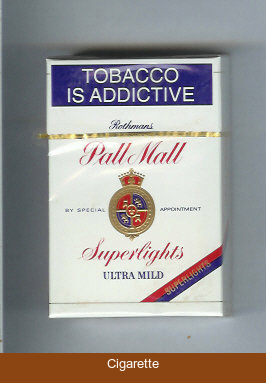 TOBACCO
IS ADDICTIVE
Rothmans
Pall Mall
BY SPECIAL APPOINTMENT
Superlights
ULTRA MILD
SUPERLIGHTS
Cigarette